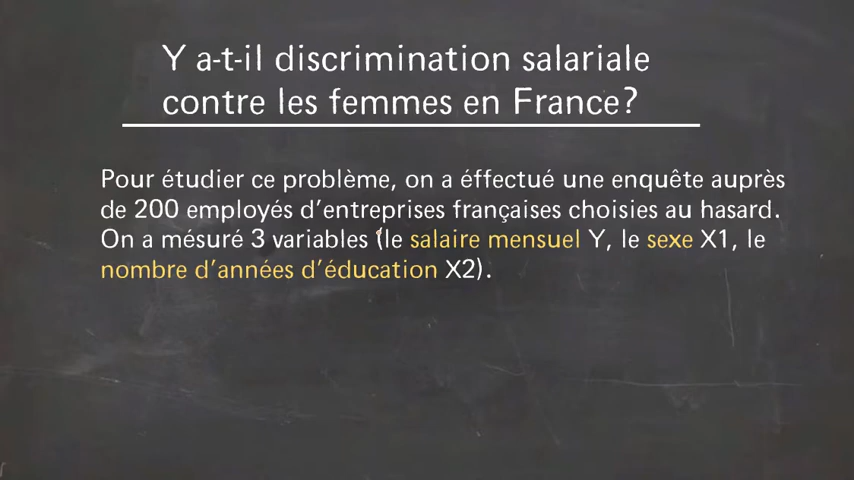 Y a-t-il discrimination salariale
contre les femmes en France?
Pour étudier ce problème, on a éffectué une enquête auprès
de 200 employés d'entreprises françaises choisies au hasard.
On a mésuré 3 variables (le salaire mensuel Y, le sexe X1, le
nombre d'années d'éducation X2).